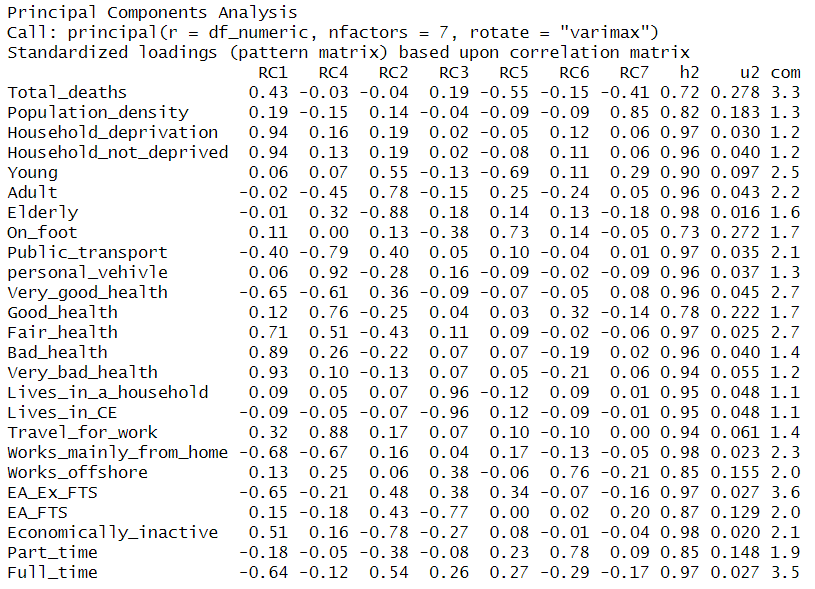 Principal Components Analysis
Call: principal(r = df_numeric, nfactors = 7, rotate = "varimax")
Standardized loadings (pattern matrix) based upon correlation matrix
RC1 RC4 RC2 RC3 RC5 RC6 RC7 h2 u2 com
Total_deaths 0.43 -0.03 -0.04 0.19 -0.55 -0.15 -0.41 0.72 0.278 3.3
Population_density 0.19 -0.15 0.14 -0.04 -0.09 -0.09 0.85 0.82 0.183 1.3
Household_deprivation 0.94 0.16 0.19 0.02 -0.05 0.12 0.06 0.97 0.030 1.2
Household_not_deprived 0.94 0.13 0.19 0.02 -0.08 0.11 0.06 0.96 0.040 1.2
Young 0.06 0.07 0.55 -0.13 -0.69 0.11 0.29 0.90 0.097 2.5
Adult -0.02 -0.45 0.78 -0.15 0.25 -0.24 0.05 0.96 0.043 2.2
Elderly -0.01 0.32 -0.88 0.18 0.14 0.13 -0.18 0.98 0.016 1.6
On_foot 0.11 0.00 0.13 -0.38 0.73 0.14 -0.05 0.73 0.272 1.7
Public_transport -0.40 -0.79 0.40 0.05 0.10 -0.04 0.01 0.97 0.035 2.1
personal_vehivle 0.06 0.92 -0.28 0.16 -0.09 -0.02 -0.09 0.96 0.037 1.3
Very_good_health -0.65 -0.61 0.36 -0.09 -0.07 -0.05 0.08 0.96 0.045 2.7
Good_health 0.12 0.76 -0.25 0.04 0.03 0.32 -0.14 0.78 0.222 1.7
Fair_health 0.71 0.51 -0.43 0.11 0.09 -0.02 -0.06 0.97 0.025 2.7
Bad_health 0.89 0.26 -0.22 0.07 0.07 -0.19 0.02 0.96 0.040 1.4
Very_bad_health 0.93 0.10 -0.13 0.07 0.05 -0.21 0.06 0.94 0.055 1.2
Lives_in_a_household 0.09 0.05 0.07 0.96 -0.12 0.09 0.01 0.95 0.048 1.1
Lives_in_CE -0.09 -0.05 -0.07 -0.96 0.12 -0.09 -0.01 0.95 0.048 1.1
Travel_for_work 0.32 0.88 0.17 0.07 0.10 -0.10 0.00 0.94 0.061 1.4
Works_mainly_from_home -0.68 -0.67 0.16 0.04 0.17 -0.13 -0.05 0.98 0.023 2.3
Works_offshore 0.13 0.25 0.06 0.38 -0.06 0.76 -0.21 0.85 0.155 2.0
EA_Ex_FTS -0.65 -0.21 0.48 0.38 0.34 -0.07 -0.16 0.97 0.027 3.6
EA_FTS 0.15 -0.18 0.43 -0.77 0.00 0.02 0.20 0.87 0.129 2.0
Economically_inactive 0.51 0.16 -0.78 -0.27 0.08 -0.01 -0.04 0.98 0.020 2.1
Part_time -0.18 -0.05 -0.38 -0.08 0.23 0.78 0.09 0.85 0.148 1.9
Full_time -0.64 -0.12 0.54 0.26 0.27 -0.29 -0.17 0.97 0.027 3.5